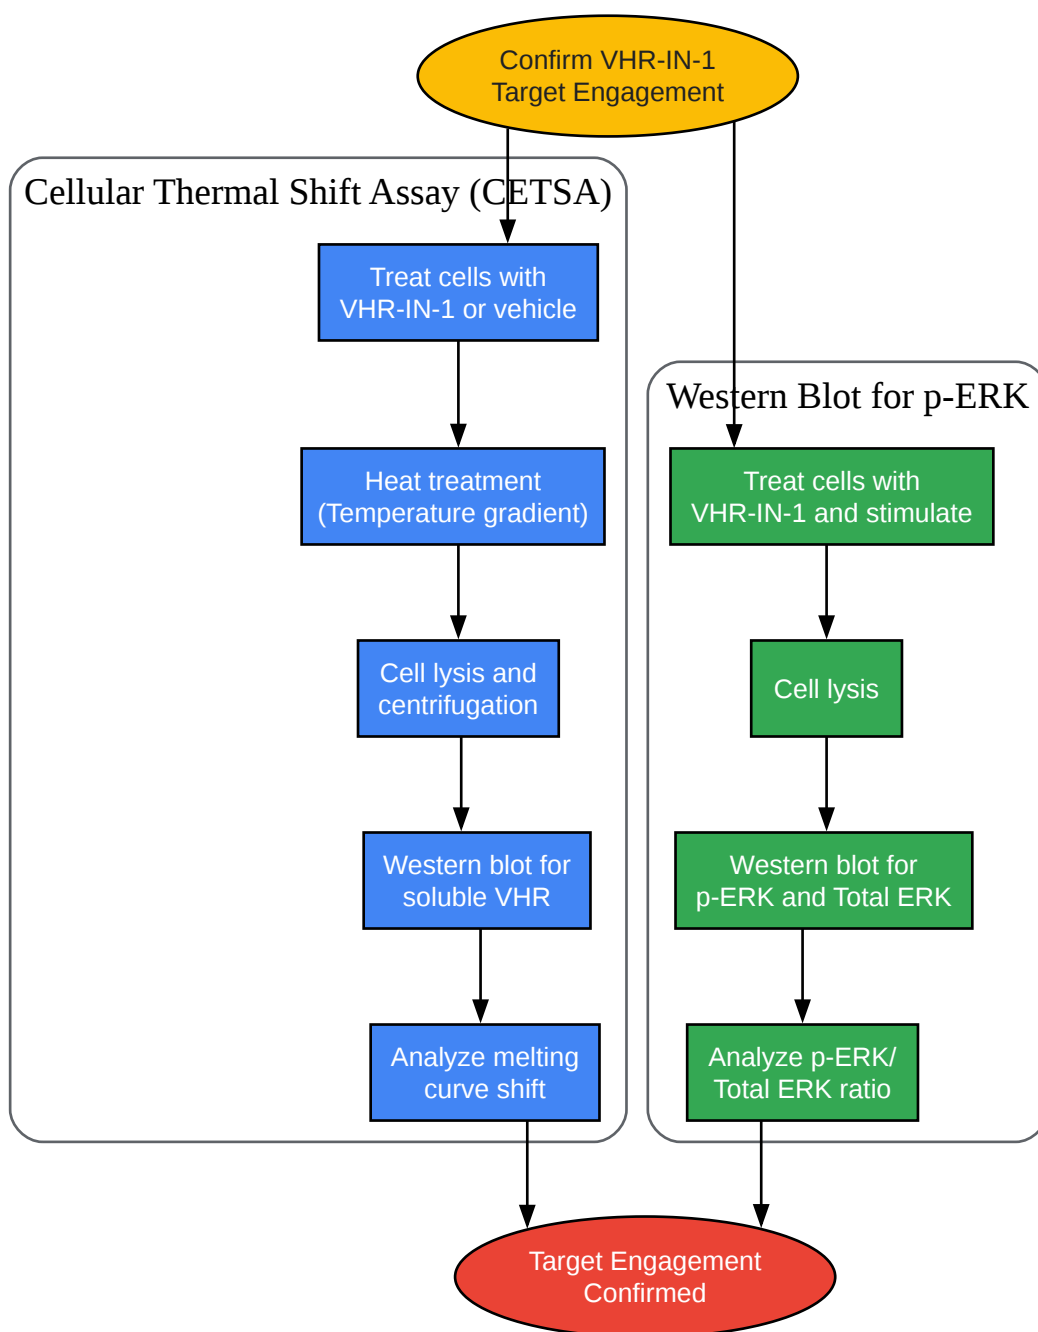 Confirm VHR-IN-1
Target Engagement
Cellular Thermal Shift Assay (CETSA)
Treat cells with
VHR-IN-1 or vehicle
Heat treatment
(Temperature gradient)
Cell lysis and
centrifugation
Western blot for
soluble VHR
Analyze melting
curve shift
Western Blot for p-ERK
Treat cells with
VHR-IN-1 and stimulate
Cell lysis
Western blot for
p-ERK and Total ERK
Analyze p-ERK/
Total ERK ratio
Target Engagement
Confirmed